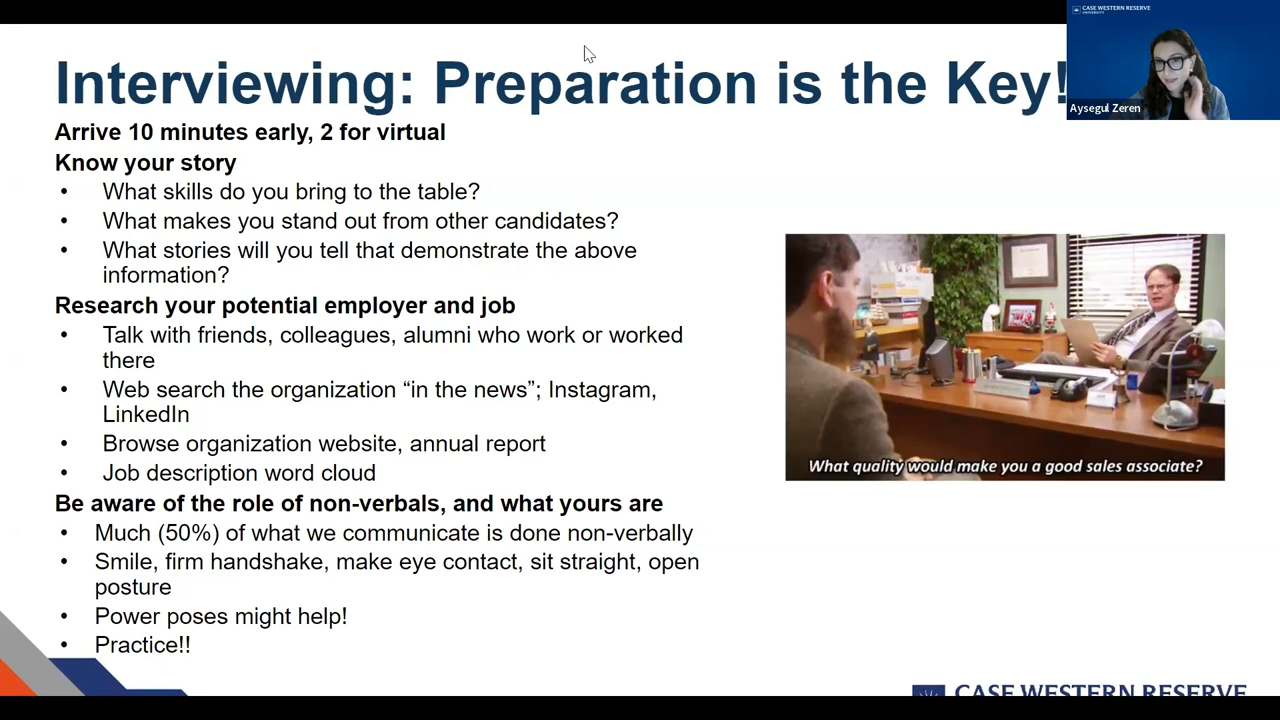 CASE WESTERN RESERVE
UNIVERSITY
Aysegul Zeren
Interviewing: Preparation is the Key!
Arrive 10 minutes early, 2 for virtual
Know your story
• What skills do you bring to the table?
• What makes you stand out from other candidates?
• What stories will you tell that demonstrate the above
information?
Research your potential employer and job
• Talk with friends, colleagues, alumni who work or worked
there
• Web search the organization “in the news”; Instagram,
LinkedIn
• Browse organization website, annual report
• Job description word cloud
Be aware of the role of non-verbals, and what yours are
• Much (50%) of what we communicate is done non-verbally
• Smile, firm handshake, make eye contact, sit straight, open
posture
• Power poses might help!
• Practice!!
What quality would make you a good sales associate?
CASE WESTERN RESERVE